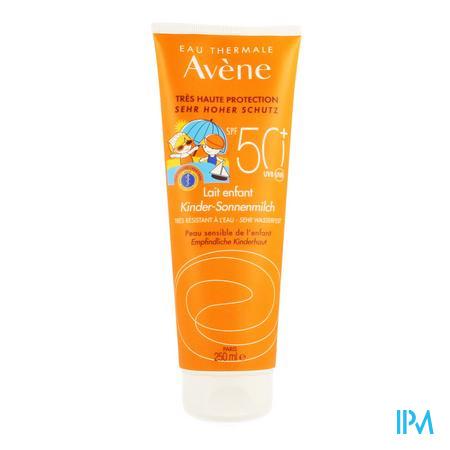 EAU THERMALE
Avène
TRÈS HAUTE PROTECTION
SEHR HOHER SCHUTZ
SPF 50+
UVB-UVA
Lait enfant
Kinder-Sonnenmilch
TRÈS RÉSISTANT À L'EAU - SEHR WASSERFEST
Peau sensible de l'enfant
Empfindliche Kinderhaut
PARIS
250 ml e
IPM